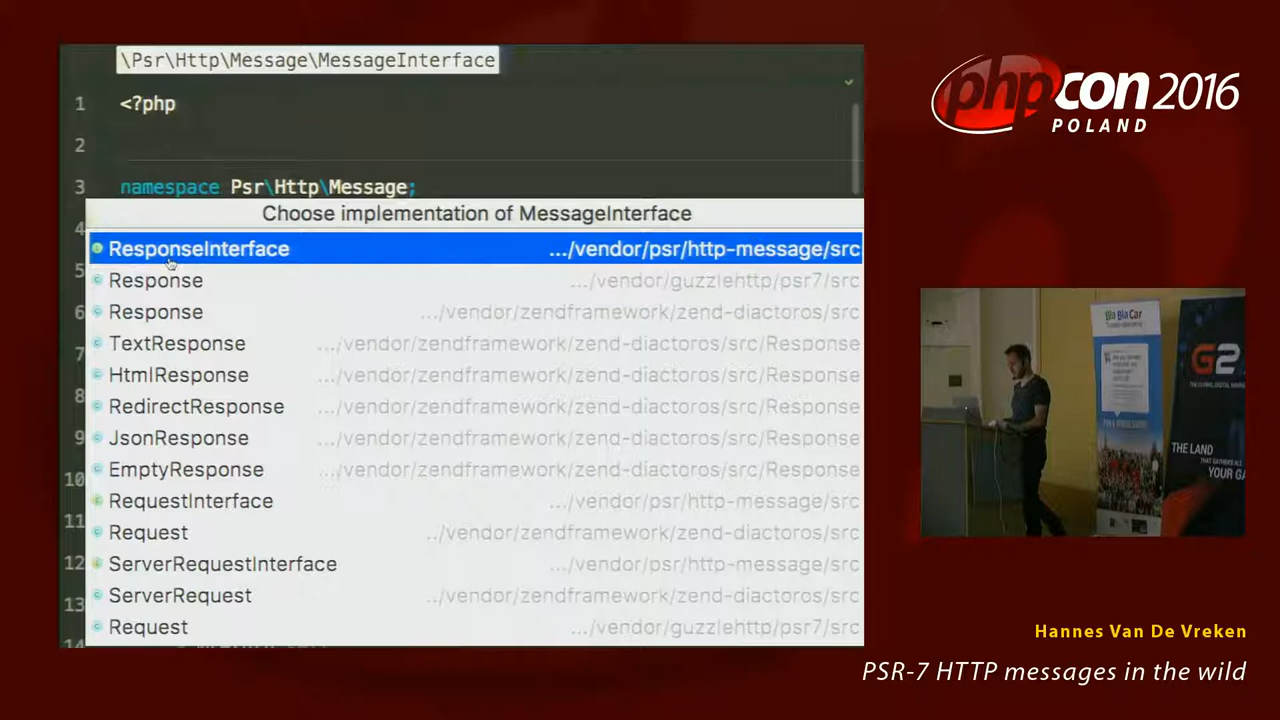 \Psr\Http\Message\MessageInterface
1 <?php
2
3 namespace Psr\Http\Message;
4
Choose implementation of MessageInterface
ResponseInterface .../vendor/psr/http-message/src
5
Response .../vendor/guzzlehttp/psr7/src
6
Response ../vendor/zendframework/zend-diactoros/src
7
TextResponse .../vendor/zendframework/zend-diactoros/src/Response
HtmlResponse .../vendor/zendframework/zend-diactoros/src/Response
8
RedirectResponse .../vendor/zendframework/zend-diactoros/src/Response
9
JsonResponse .../vendor/zendframework/zend-diactoros/src/Response
10
EmptyResponse .../vendor/zendframework/zend-diactoros/src/Response
RequestInterface .../vendor/psr/http-message/src
11
Request ../vendor/zendframework/zend-diactoros/src
12
ServerRequestInterface .../vendor/psr/http-message/src
13
ServerRequest ../vendor/zendframework/zend-diactoros/src
Request .../vendor/guzzlehttp/psr7/src
14
phpcon 2016
POLAND
Bla Bla Car
G2
THE LAND
YOUR GA
Hannes Van De Vreken
PSR-7 HTTP messages in the wild